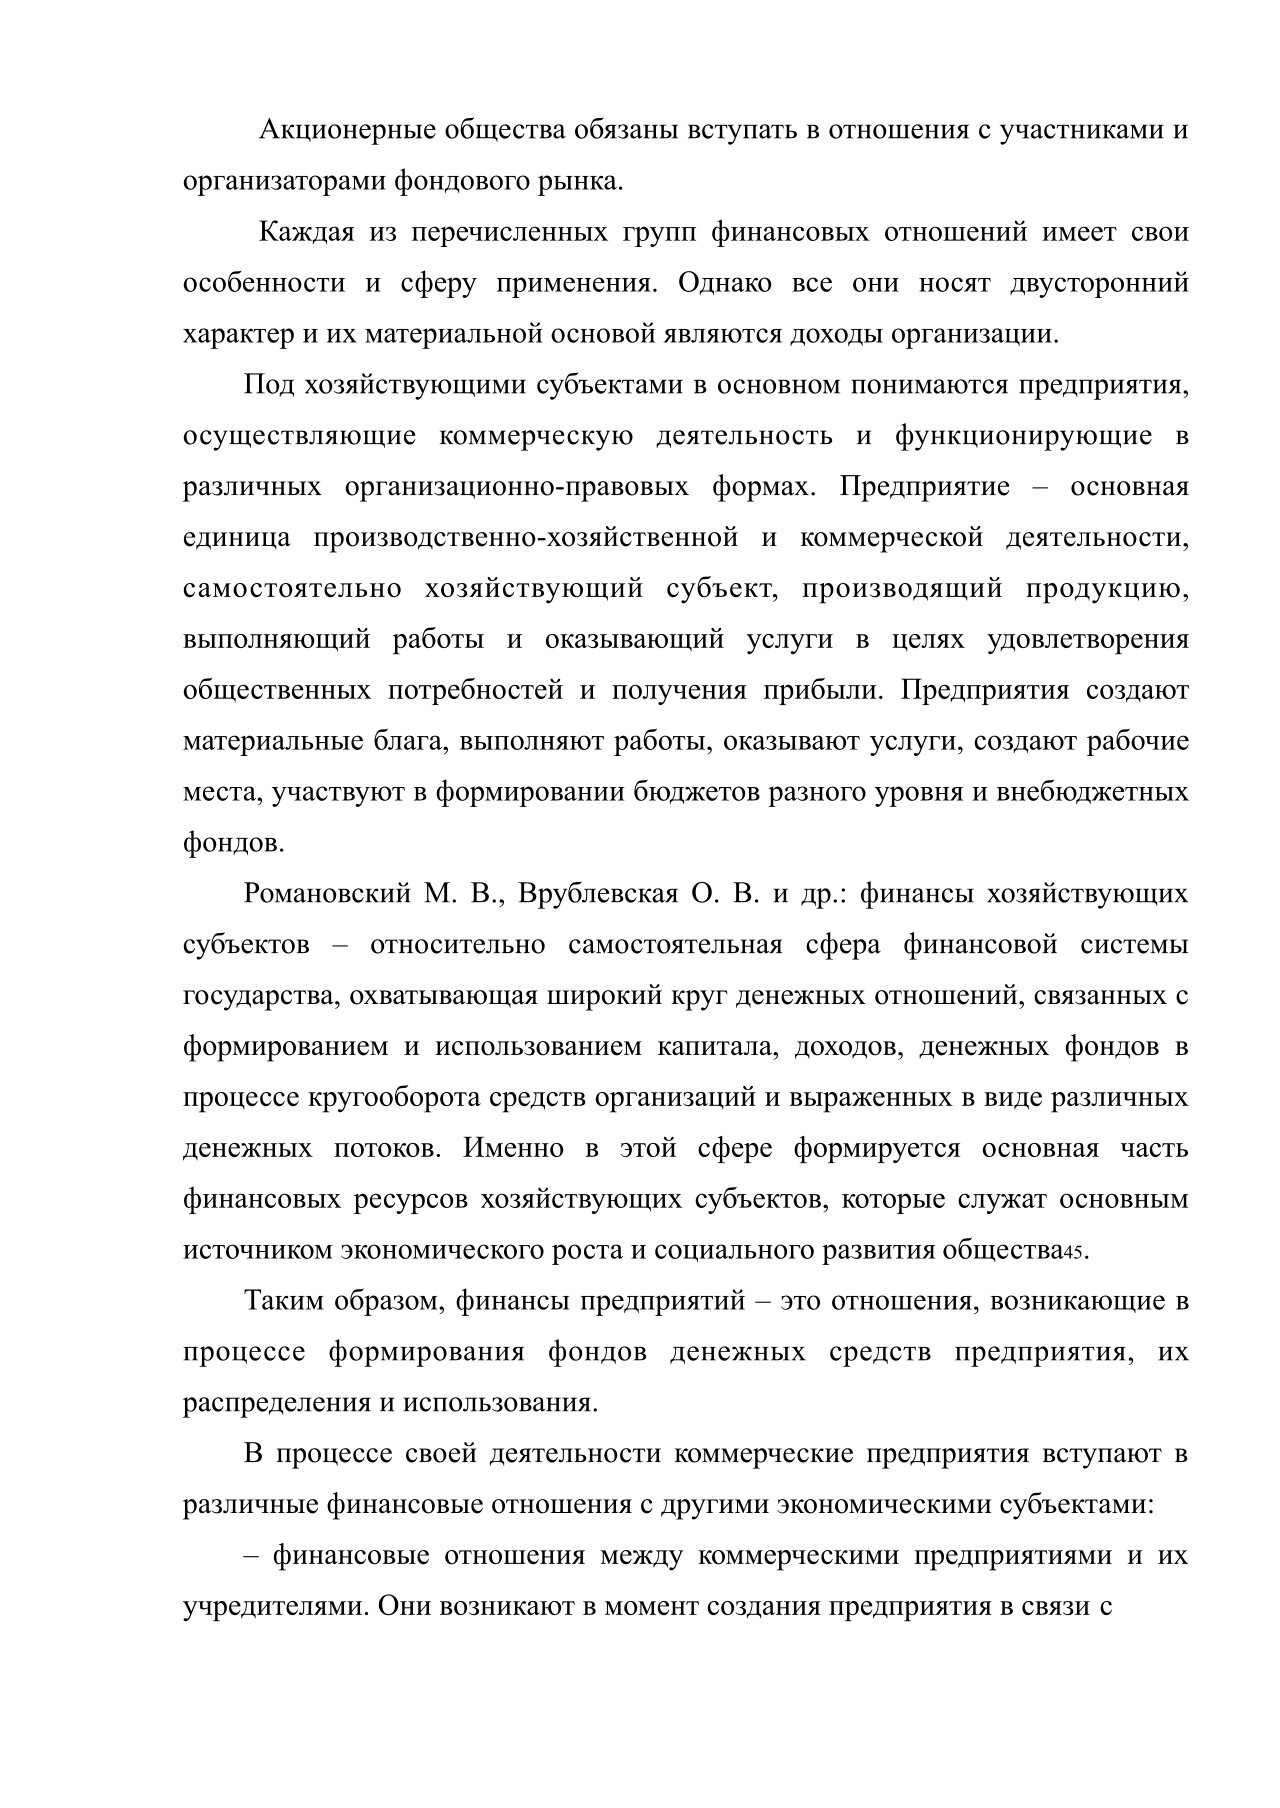 Акционерные общества обязаны вступать в отношения с участниками и
организаторами фондового рынка.
Каждая из перечисленных групп финансовых отношений имеет свои
особенности и сферу применения. Однако все они носят двусторонний
характер и их материальной основой являются доходы организации.
Под хозяйствующими субъектами в основном понимаются предприятия,
осуществляющие коммерческую деятельность и функционирующие в
различных организационно-правовых формах. Предприятие – основная
единица производственно-хозяйственной и коммерческой деятельности,
самостоятельно хозяйствующий субъект, производящий продукцию,
выполняющий работы и оказывающий услуги в целях удовлетворения
общественных потребностей и получения прибыли. Предприятия создают
материальные блага, выполняют работы, оказывают услуги, создают рабочие
места, участвуют в формировании бюджетов разного уровня и внебюджетных
фондов.
Романовский М. В., Врублевская О. В. и др.: финансы хозяйствующих
субъектов – относительно самостоятельная сфера финансовой системы
государства, охватывающая широкий круг денежных отношений, связанных с
формированием и использованием капитала, доходов, денежных фондов в
процессе кругооборота средств организаций и выраженных в виде различных
денежных потоков. Именно в этой сфере формируется основная часть
финансовых ресурсов хозяйствующих субъектов, которые служат основным
источником экономического роста и социального развития общества45.
Таким образом, финансы предприятий – это отношения, возникающие в
процессе формирования фондов денежных средств предприятия, их
распределения и использования.
В процессе своей деятельности коммерческие предприятия вступают в
различные финансовые отношения с другими экономическими субъектами:
– финансовые отношения между коммерческими предприятиями и их
учредителями. Они возникают в момент создания предприятия в связи с